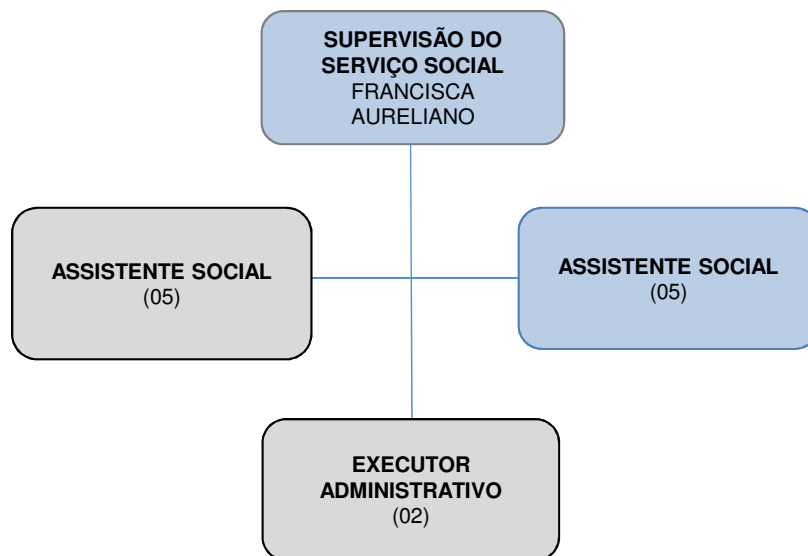 SUPERVISÃO DO
SERVIÇO SOCIAL
FRANCISCA
AURELIANO
ASSISTENTE SOCIAL
(05)
ASSISTENTE SOCIAL
(05)
EXECUTOR
ADMINISTRATIVO
(02)